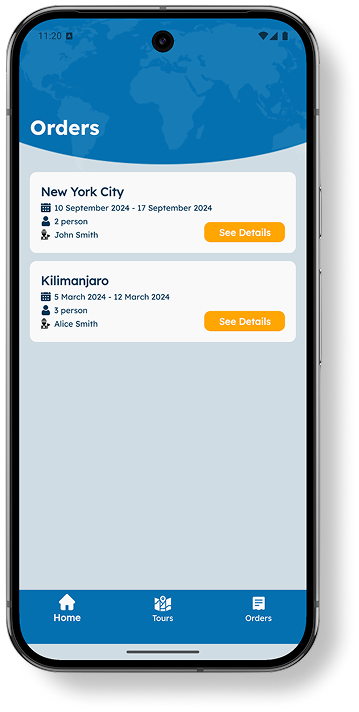 11:20
Orders
New York City
10 September 2024 - 17 September 2024
2 person
John Smith
See Details
Kilimanjaro
5 March 2024 - 12 March 2024
3 person
Alice Smith
See Details
Home Tours Orders